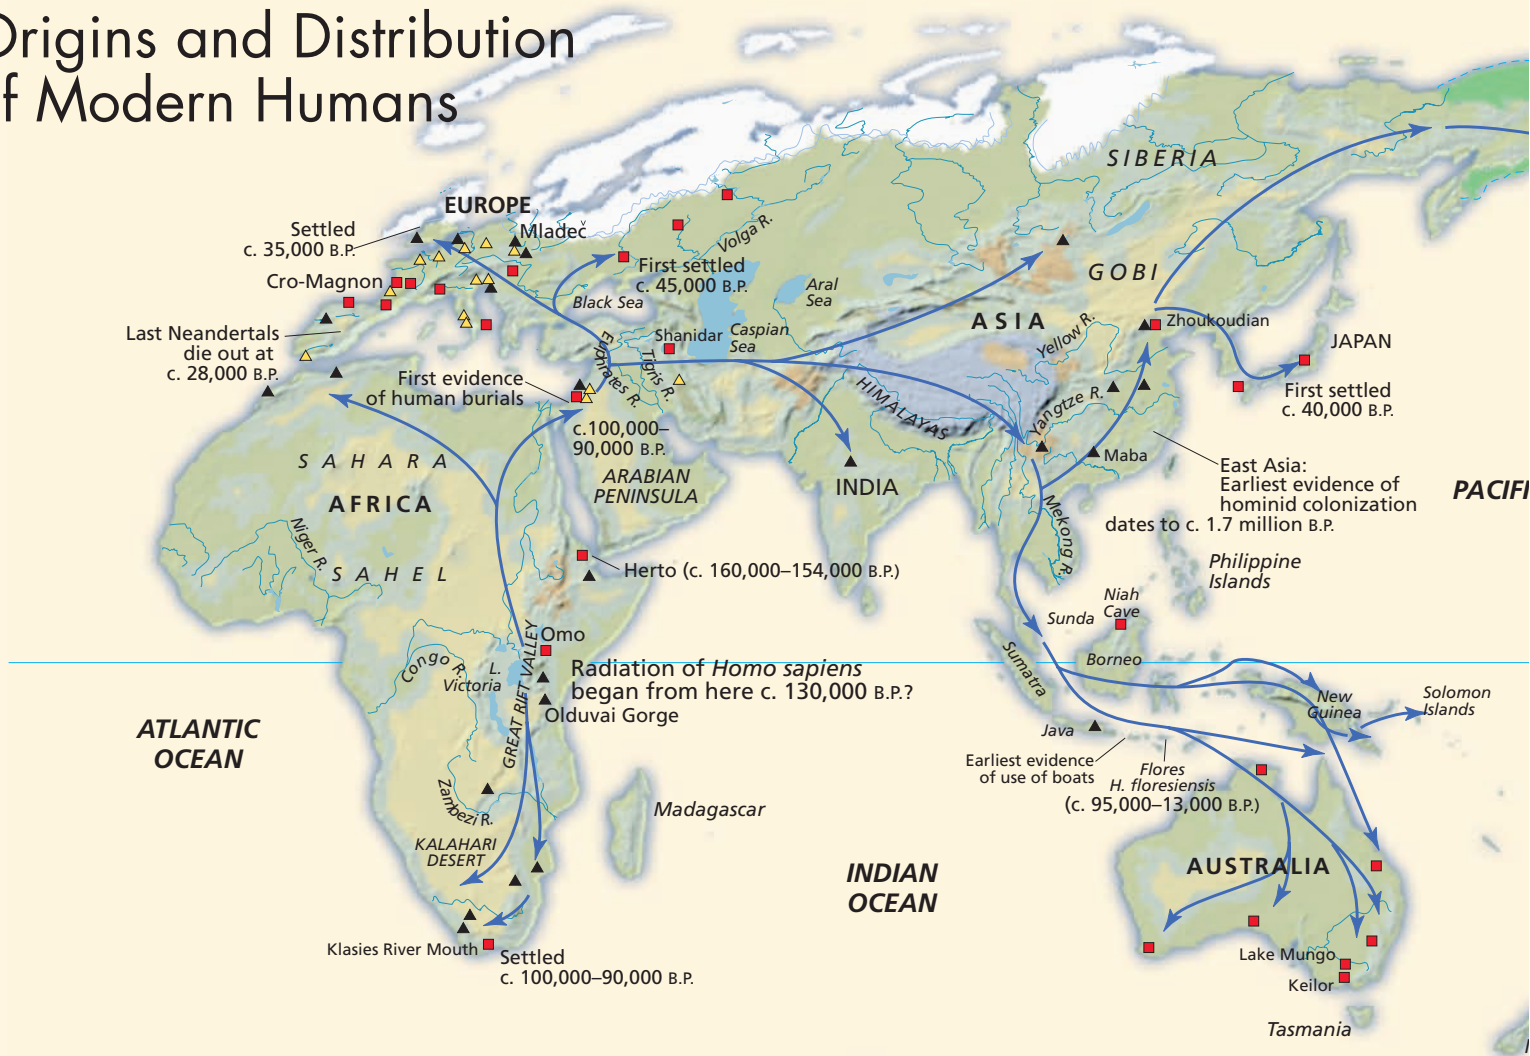 Origins and Distribution
of Modern Humans
SIBERIA
EUROPE
Settled
c. 35,000 B.P.
Mladeč
Volga R.
First settled
c. 45,000 B.P.
Cro-Magnon
Black Sea
Aral
Sea
GOBI
ASIA
Yellow R.
Zhoukoudian
Last Neandertals
die out at
c. 28,000 B.P.
Shanidar
Caspian
Sea
JAPAN
First settled
c. 40,000 B.P.
Euphrates R.
Tigris R.
First evidence
of human burials
c.100,000–
90,000 B.P.
HIMALAYAS
Yangtze R.
Maba
SAHARA
AFRICA
ARABIAN
PENINSULA
INDIA
East Asia:
Earliest evidence of
hominid colonization
dates to c. 1.7 million B.P.
PACIFI
Niger R.
SAHEL
Mekong R.
Herto (c. 160,000–154,000 B.P.)
Philippine
Islands
Niah
Cave
Sunda
Omo
Borneo
Sumatra
Congo R.
L.
Victoria
GREAT RIFT VALLEY
Radiation of Homo sapiens
began from here c. 130,000 B.P.?
Olduvai Gorge
New
Guinea
Solomon
Islands
ATLANTIC
OCEAN
Java
Earliest evidence
of use of boats
Flores
H. floresiensis
(c. 95,000–13,000 B.P.)
Zambezi R.
Madagascar
KALAHARI
DESERT
INDIAN
OCEAN
AUSTRALIA
Klasies River Mouth
Settled
c. 100,000–90,000 B.P.
Lake Mungo
Keilor
Tasmania